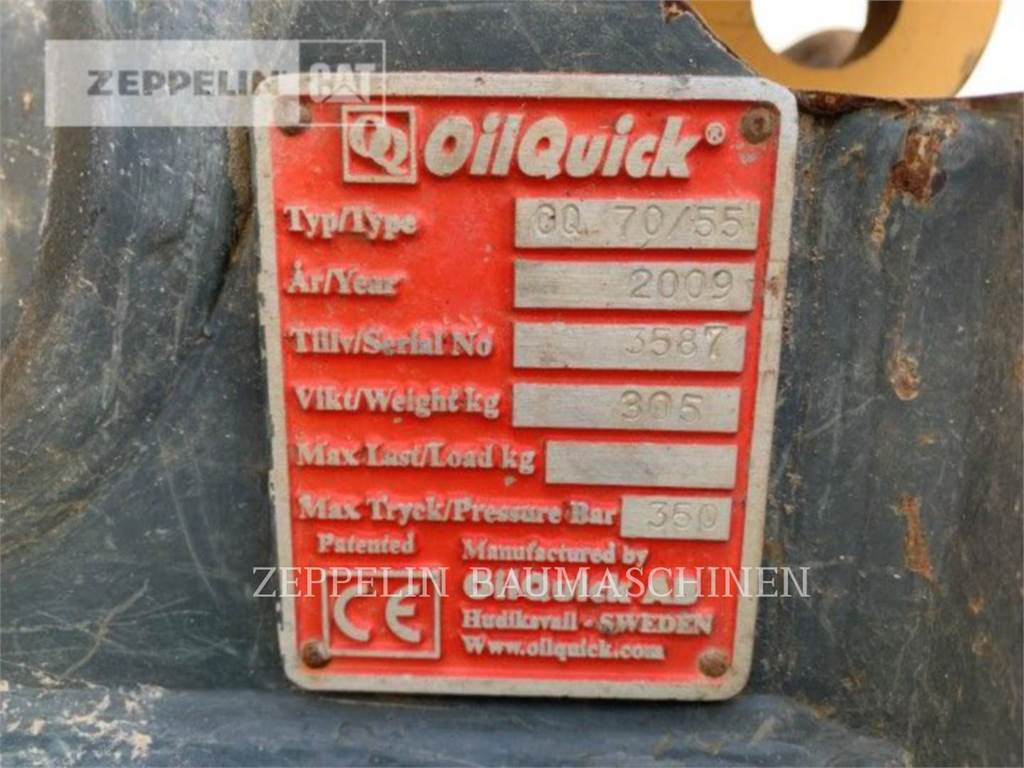 ZEPPELIN CAT
OilQuick®
Typ/Type OQ 70/55
År/Year 2009
Tillv/Serial No 3587
Vikt/Weight kg 305
Max Last/Load kg
Max Tryck/Pressure Bar 350
Patented
Manufactured by
ZEPPELIN BAUMASCHINEN
OilQuick AB
CE
Hudiksvall - SWEDEN
Www.oilquick.com